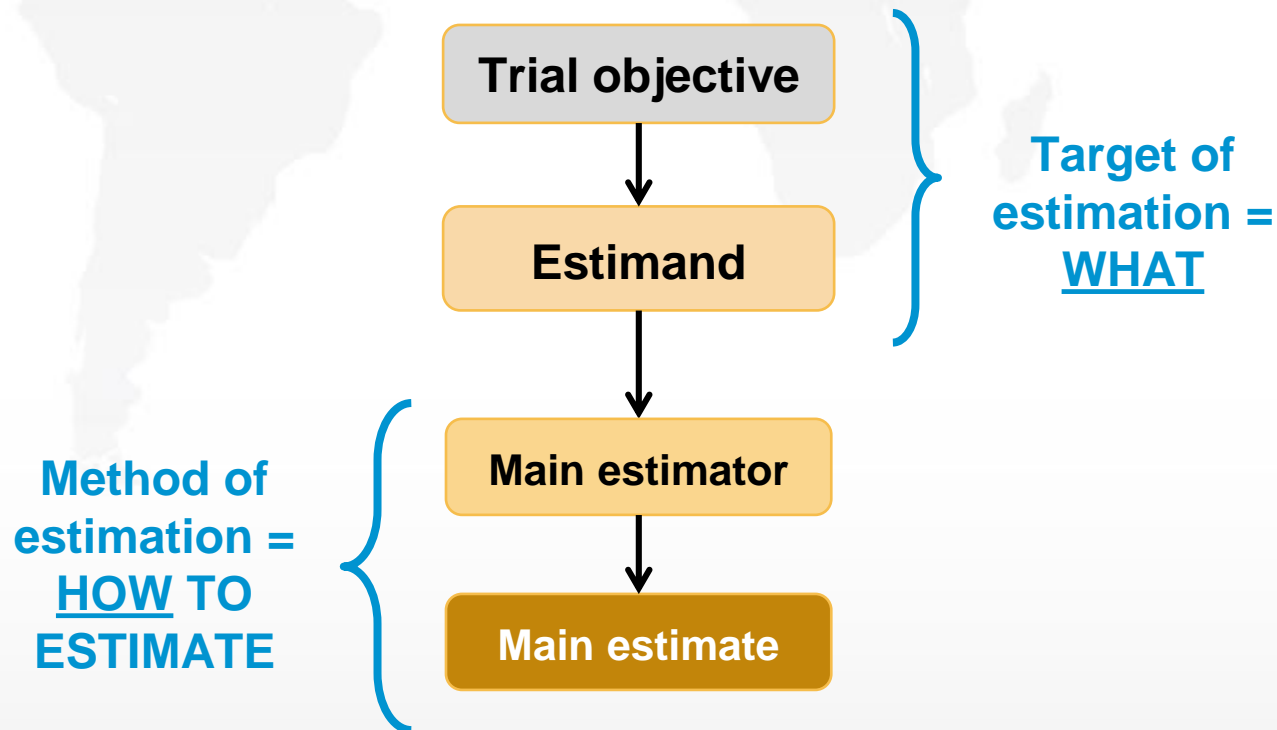 Trial objective
Target of
estimation =
WHAT
Estimand
Main estimator
Method of
estimation =
HOW TO
ESTIMATE
Main estimate